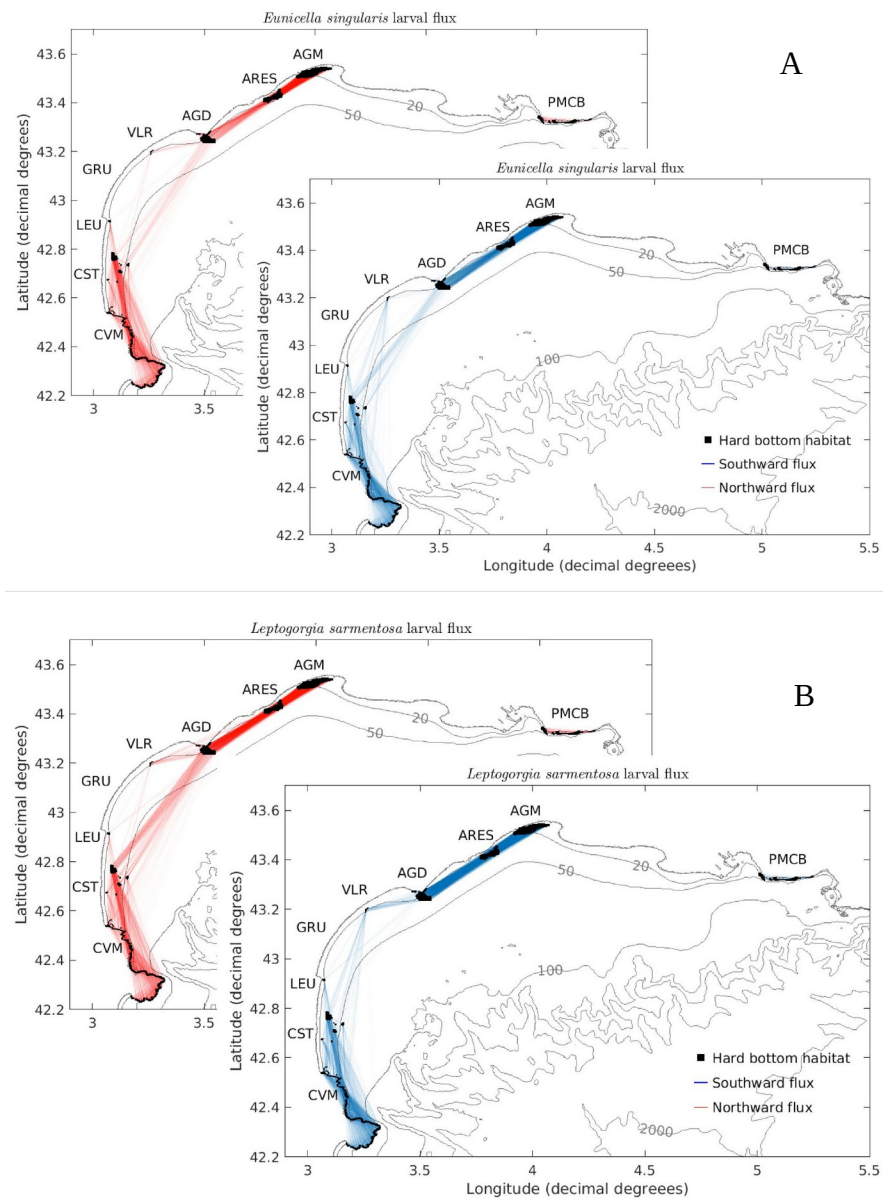 Eunicella singularis larval flux
A
43.6
43.4
43.2
43
42.8
42.6
42.4
42.2
3
3.5
Latitude (decimal degrees)
AGM
ARES
AGD
VLR
GRU
LEU
CST
CVM
PMCB
20
50
Eunicella singularis larval flux
43.6
43.4
43.2
43
42.8
42.6
42.4
42.2
3
3.5
4
4.5
5
5.5
Latitude (decimal degrees)
Longitude (decimal degreees)
AGM
ARES
AGD
VLR
GRU
LEU
CST
CVM
PMCB
20
50
100
2000
Hard bottom habitat
Southward flux
Northward flux
Leptogorgia sarmentosa larval flux
B
43.6
43.4
43.2
43
42.8
42.6
42.4
42.2
3
3.5
Latitude (decimal degrees)
AGM
ARES
AGD
VLR
GRU
LEU
CST
CVM
PMCB
20
50
Leptogorgia sarmentosa larval flux
43.6
43.4
43.2
43
42.8
42.6
42.4
42.2
3
3.5
4
4.5
5
5.5
Latitude (decimal degrees)
Longitude (decimal degreees)
AGM
ARES
AGD
VLR
GRU
LEU
CST
CVM
PMCB
20
50
100
2000
Hard bottom habitat
Southward flux
Northward flux